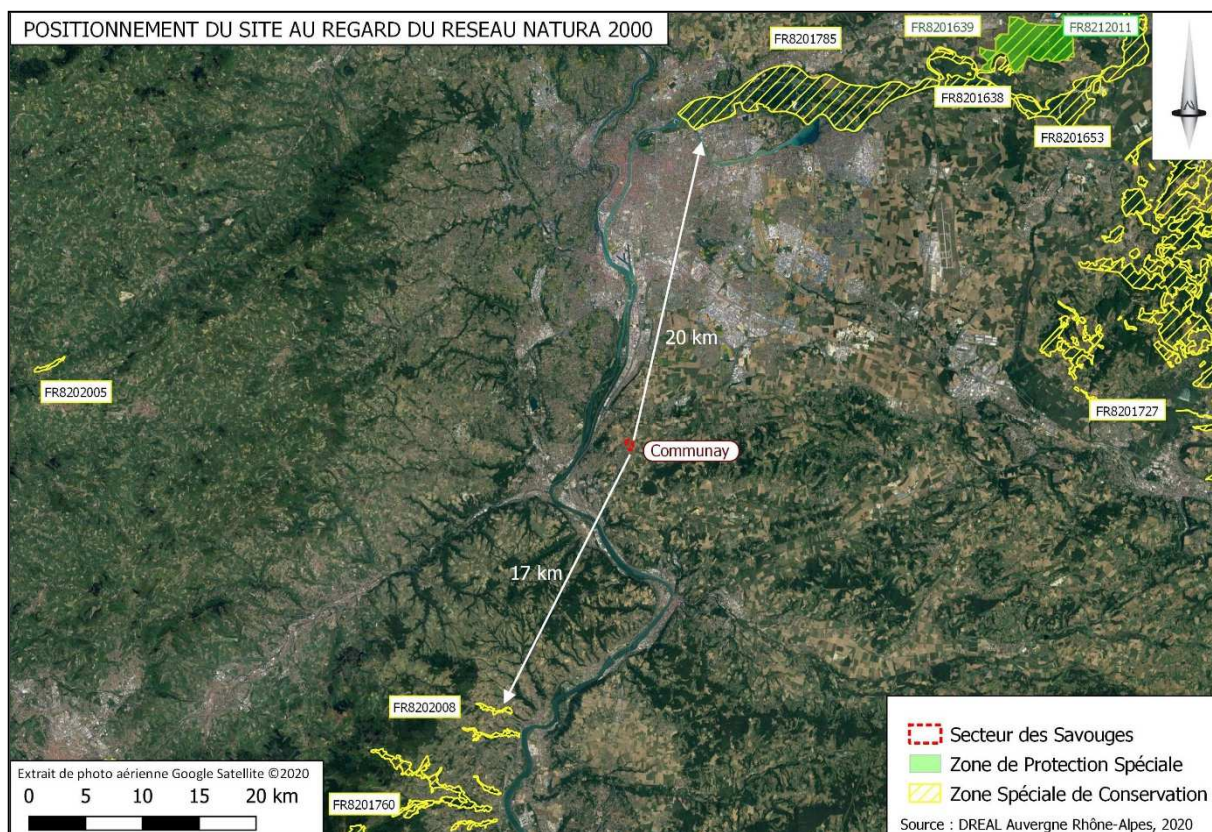 POSITIONNEMENT DU SITE AU REGARD DU RESEAU NATURA 2000
FR8201785
FR8201639
FR8212011
FR8201638
FR8201653
20 km
FR8202005
FR8201727
Communay
17 km
FR8202008
FR8201760
Extrait de photo aérienne Google Satellite ©2020
0 5 10 15 20 km
Secteur des Savouges
Zone de Protection Spéciale
Zone Spéciale de Conservation
Source : DREAL Auvergne Rhône-Alpes, 2020